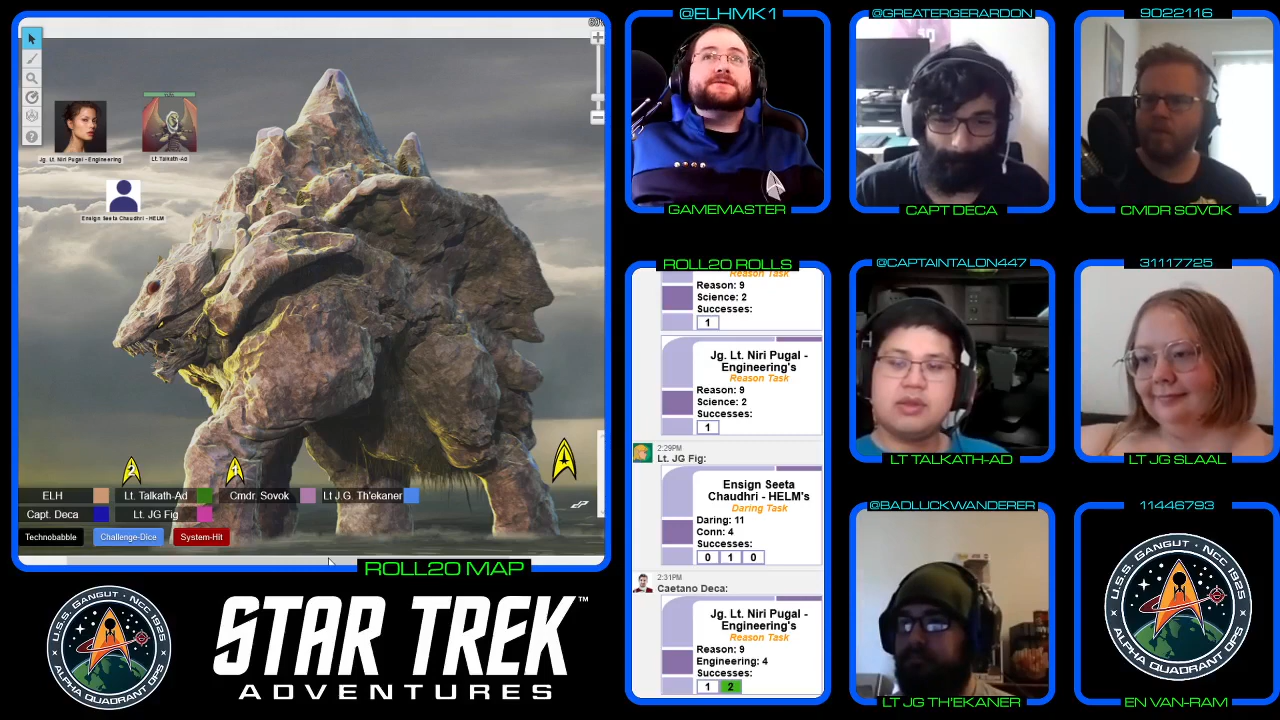 80%
Jg. Lt. Niri Pugal - Engineering
Lt. Talkath-Ad
Ensign Seeta Chaudhri - HELM
ELH
Lt. Talkath-Ad
Cmdr. Sovok
Lt J.G. Th'ekaner
Capt. Deca
Lt. JG Fig
Technobabble
Challenge-Dice
System-Hit
ROLL20 MAP
U.S.S. GANGUT · NCC 1985
ALPHA QUADRANT OPS
STAR TREK™
ADVENTURES
@ELHMK1
GAMEMASTER
@GREATERGERARDON
CAPT DECA
9022116
CMDR SOVOK
ROLL20 ROLLS
Reason Task
Reason: 9
Science: 2
Successes:
1
Jg. Lt. Niri Pugal -
Engineering's
Reason Task
Reason: 9
Science: 2
Successes:
1
2:29PM
Lt. JG Fig:
Ensign Seeta
Chaudhri - HELM's
Daring Task
Daring: 11
Conn: 4
Successes:
0 1 0
2:31PM
Caetano Deca:
Jg. Lt. Niri Pugal -
Engineering's
Reason Task
Reason: 9
Engineering: 4
Successes:
1 2
@CAPTAINTALON447
LT TALKATH-AD
31117725
LT JG SLAAL
@BADLUCKWANDERER
LT JG TH'EKANER
11446793
U.S.S. GANGUT · NCC 1985
ALPHA QUADRANT OPS
EN VAN-RAM